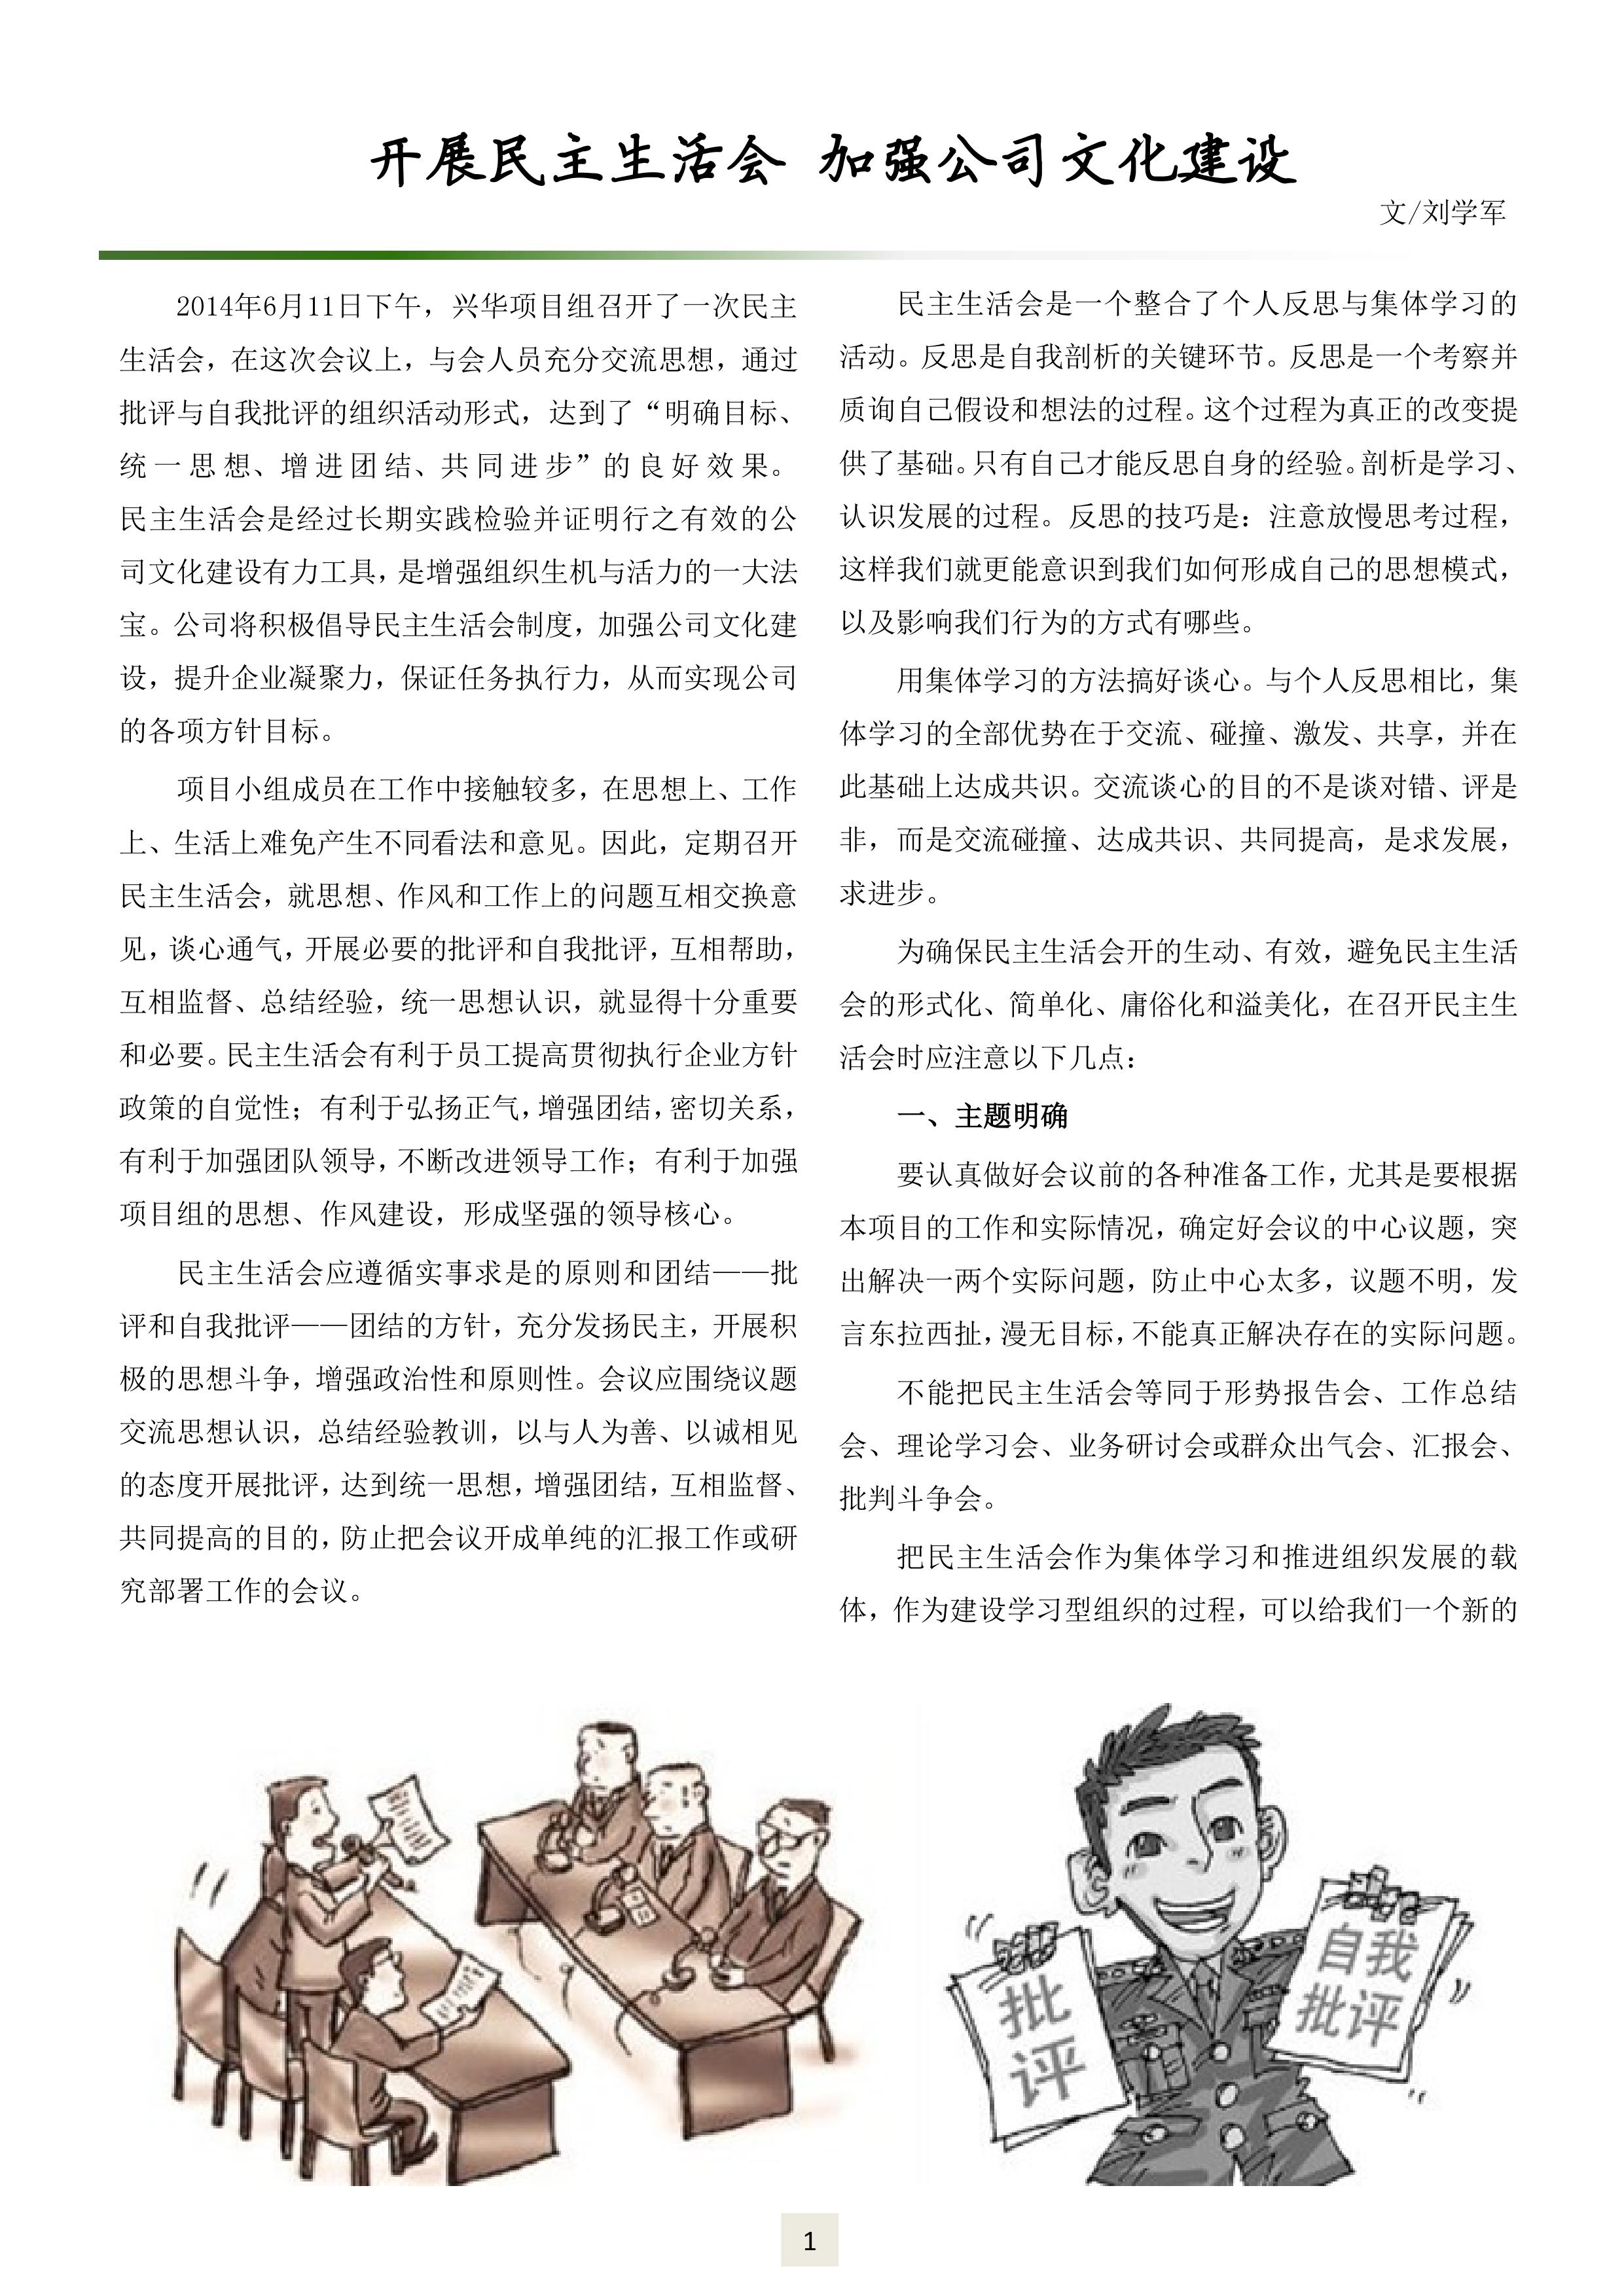 开展民主生活会 加强公司文化建设
文/刘学军
2014年6月11日下午，兴华项目组召开了一次民主
生活会，在这次会议上，与会人员充分交流思想，通过
批评与自我批评的组织活动形式，达到了“明确目标、
统一思想、增进团结、共同进步”的良好效果。
民主生活会是经过长期实践检验并证明行之有效的公
司文化建设有力工具，是增强组织生机与活力的一大法
宝。公司将积极倡导民主生活会制度，加强公司文化建
设，提升企业凝聚力，保证任务执行力，从而实现公司
的各项方针目标。
项目小组成员在工作中接触较多，在思想上、工作
上、生活上难免产生不同看法和意见。因此，定期召开
民主生活会，就思想、作风和工作上的问题互相交换意
见，谈心通气，开展必要的批评和自我批评，互相帮助，
互相监督、总结经验，统一思想认识，就显得十分重要
和必要。民主生活会有利于员工提高贯彻执行企业方针
政策的自觉性；有利于弘扬正气，增强团结，密切关系，
有利于加强团队领导，不断改进领导工作；有利于加强
项目组的思想、作风建设，形成坚强的领导核心。
民主生活会应遵循实事求是的原则和团结——批
评和自我批评——团结的方针，充分发扬民主，开展积
极的思想斗争，增强政治性和原则性。会议应围绕议题
交流思想认识，总结经验教训，以与人为善、以诚相见
的态度开展批评，达到统一思想，增强团结，互相监督、
共同提高的目的，防止把会议开成单纯的汇报工作或研
究部署工作的会议。
民主生活会是一个整合了个人反思与集体学习的
活动。反思是自我剖析的关键环节。反思是一个考察并
质询自己假设和想法的过程。这个过程为真正的改变提
供了基础。只有自己才能反思自身的经验。剖析是学习、
认识发展的过程。反思的技巧是：注意放慢思考过程，
这样我们就更能意识到我们如何形成自己的思想模式，
以及影响我们行为的方式有哪些。
用集体学习的方法搞好谈心。与个人反思相比，集
体学习的全部优势在于交流、碰撞、激发、共享，并在
此基础上达成共识。交流谈心的目的不是谈对错、评是
非，而是交流碰撞、达成共识、共同提高，是求发展，
求进步。
为确保民主生活会开的生动、有效，避免民主生活
会的形式化、简单化、庸俗化和溢美化，在召开民主生
活会时应注意以下几点：
一、主题明确
要认真做好会议前的各种准备工作，尤其是要根据
本项目的工作和实际情况，确定好会议的中心议题，突
出解决一两个实际问题，防止中心太多，议题不明，发
言东拉西扯，漫无目标，不能真正解决存在的实际问题。
不能把民主生活会等同于形势报告会、工作总结
会、理论学习会、业务研讨会或群众出气会、汇报会、
批判斗争会。
把民主生活会作为集体学习和推进组织发展的载
体，作为建设学习型组织的过程，可以给我们一个新的
批
评
自我
批评
1